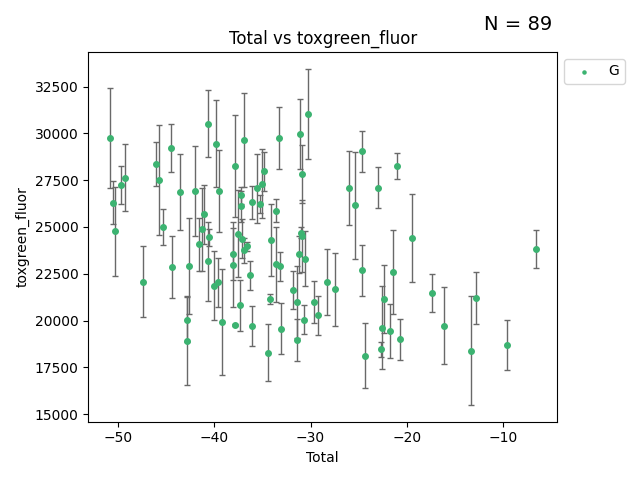 N = 89
Total vs toxgreen_fluor
G
toxgreen_fluor
32500
30000
27500
25000
22500
20000
17500
15000
−50
−40
−30
−20
−10
Total